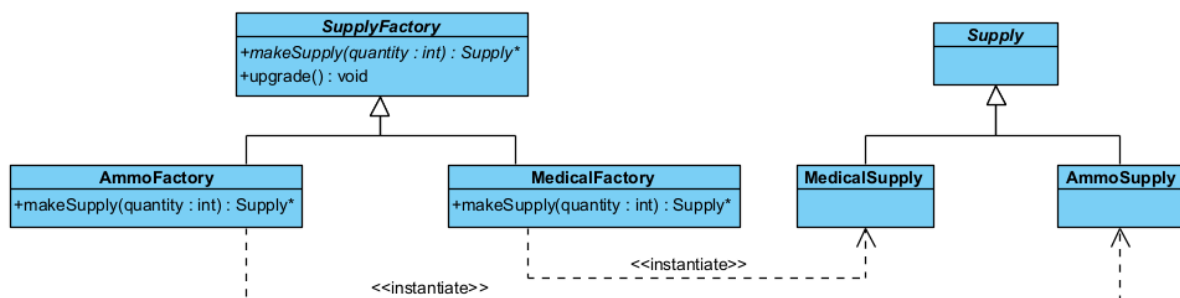 SupplyFactory
+makeSupply(quantity : int) : Supply*
+upgrade() : void
Supply
AmmoFactory
+makeSupply(quantity : int) : Supply*
MedicalFactory
+makeSupply(quantity : int) : Supply*
MedicalSupply
AmmoSupply
<<instantiate>>
<<instantiate>>